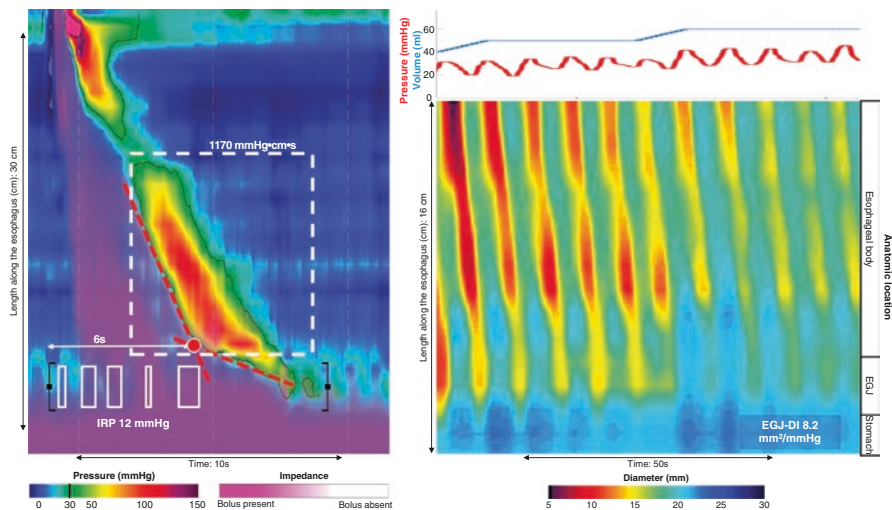 Length along the esophagus (cm): 30 cm
1170 mmHg•cm•s
6s
IRP 12 mmHg
Time: 10s
Pressure (mmHg)
0 30 50 100 150
Impedance
Bolus present Bolus absent
Pressure (mmHg)
Volume (ml)
60
40
20
0
Length along the esophagus (cm): 16 cm
Esophageal body
EGJ
Stomach
Anatomic location
EGJ-DI 8.2
mm²/mmHg
Time: 50s
Diameter (mm)
5 10 15 20 25 30